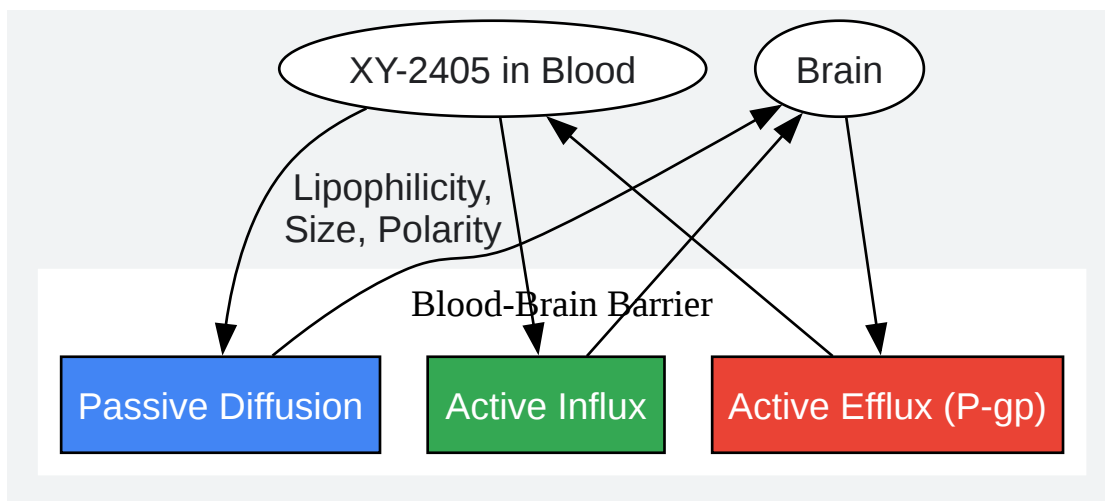 XY-2405 in Blood
Brain
Lipophilicity,
Size, Polarity
Blood-Brain Barrier
Passive Diffusion
Active Influx
Active Efflux (P-gp)